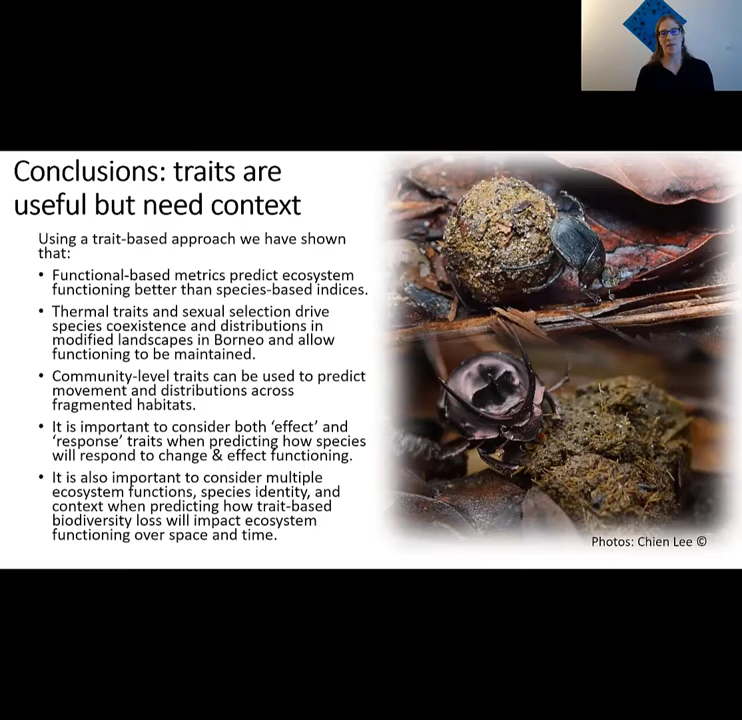 Conclusions: traits are
useful but need context
Using a trait-based approach we have shown
that:
• Functional-based metrics predict ecosystem
functioning better than species-based indices.
• Thermal traits and sexual selection drive
species coexistence and distributions in
modified landscapes in Borneo and allow
functioning to be maintained.
• Community-level traits can be used to predict
movement and distributions across
fragmented habitats.
• It is important to consider both ‘effect’ and
‘response’ traits when predicting how species
will respond to change & effect functioning.
• It is also important to consider multiple
ecosystem functions, species identity, and
context when predicting how trait-based
biodiversity loss will impact ecosystem
functioning over space and time.
Photos: Chien Lee ©